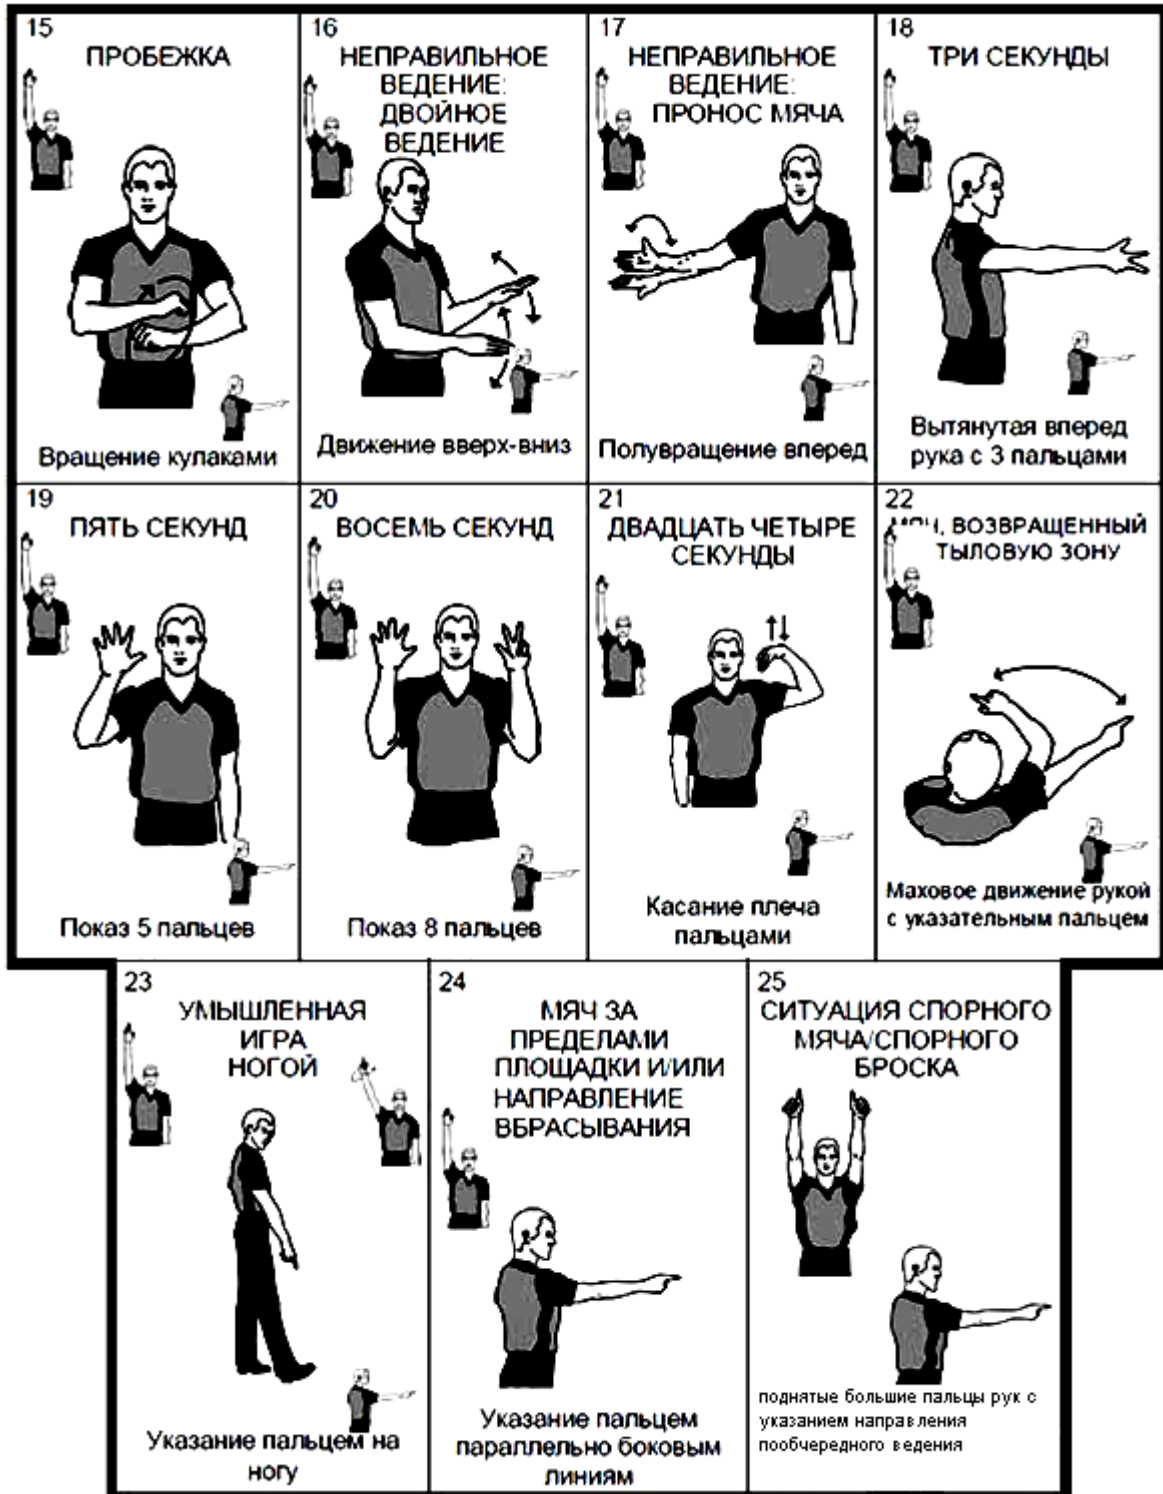 15
ПРОБЕЖКА
Вращение кулаками
16
НЕПРАВИЛЬНОЕ
ВЕДЕНИЕ:
ДВОЙНОЕ
ВЕДЕНИЕ
Движение вверх-вниз
17
НЕПРАВИЛЬНОЕ
ВЕДЕНИЕ:
ПРОНОС МЯЧА
Полувращение вперед
18
ТРИ СЕКУНДЫ
Вытянутая вперед
рука с 3 пальцами
19
ПЯТЬ СЕКУНД
Показ 5 пальцев
20
ВОСЕМЬ СЕКУНД
Показ 8 пальцев
21
ДВАДЦАТЬ ЧЕТЫРЕ
СЕКУНДЫ
Касание плеча
пальцами
22
ВОЗВРАЩЕННЫЙ
ТЫЛОВУЮ ЗОНУ
Маховое движение рукой
с указательным пальцем
23
УМЫШЛЕННАЯ
ИГРА
НОГОЙ
Указание пальцем на
ногу
24
МЯЧ ЗА
ПРЕДЕЛАМИ
ПЛОЩАДКИ И/ИЛИ
НАПРАВЛЕНИЕ
ВБРАСЫВАНИЯ
Указание пальцем
параллельно боковым
линиям
25
СИТУАЦИЯ СПОРНОГО
МЯЧА/СПОРНОГО
БРОСКА
поднятые большие пальцы рук с
указанием направления
пообчередного ведения